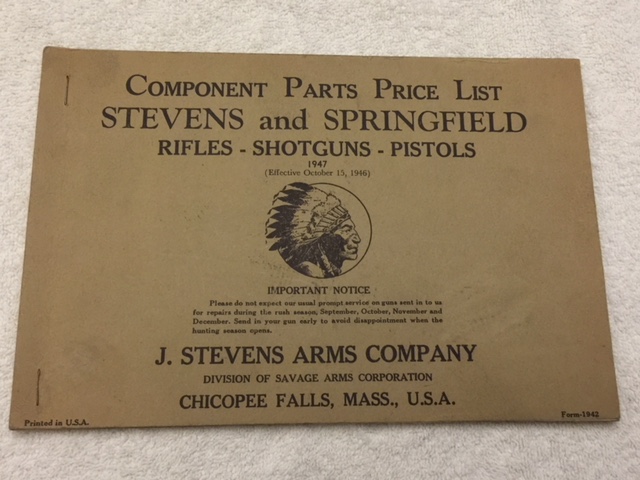 COMPONENT PARTS PRICE LIST
STEVENS and SPRINGFIELD
RIFLES - SHOTGUNS - PISTOLS
1947
(Effective October 15, 1946)
IMPORTANT NOTICE
Please do not expect our usual prompt service on guns sent in to us
for repairs during the rush season, September, October, November and
December. Send in your gun early to avoid disappointment when the
hunting season opens.
J. STEVENS ARMS COMPANY
DIVISION OF SAVAGE ARMS CORPORATION
CHICOPEE FALLS, MASS., U.S.A.
Printed in U.S.A.
Form-1942